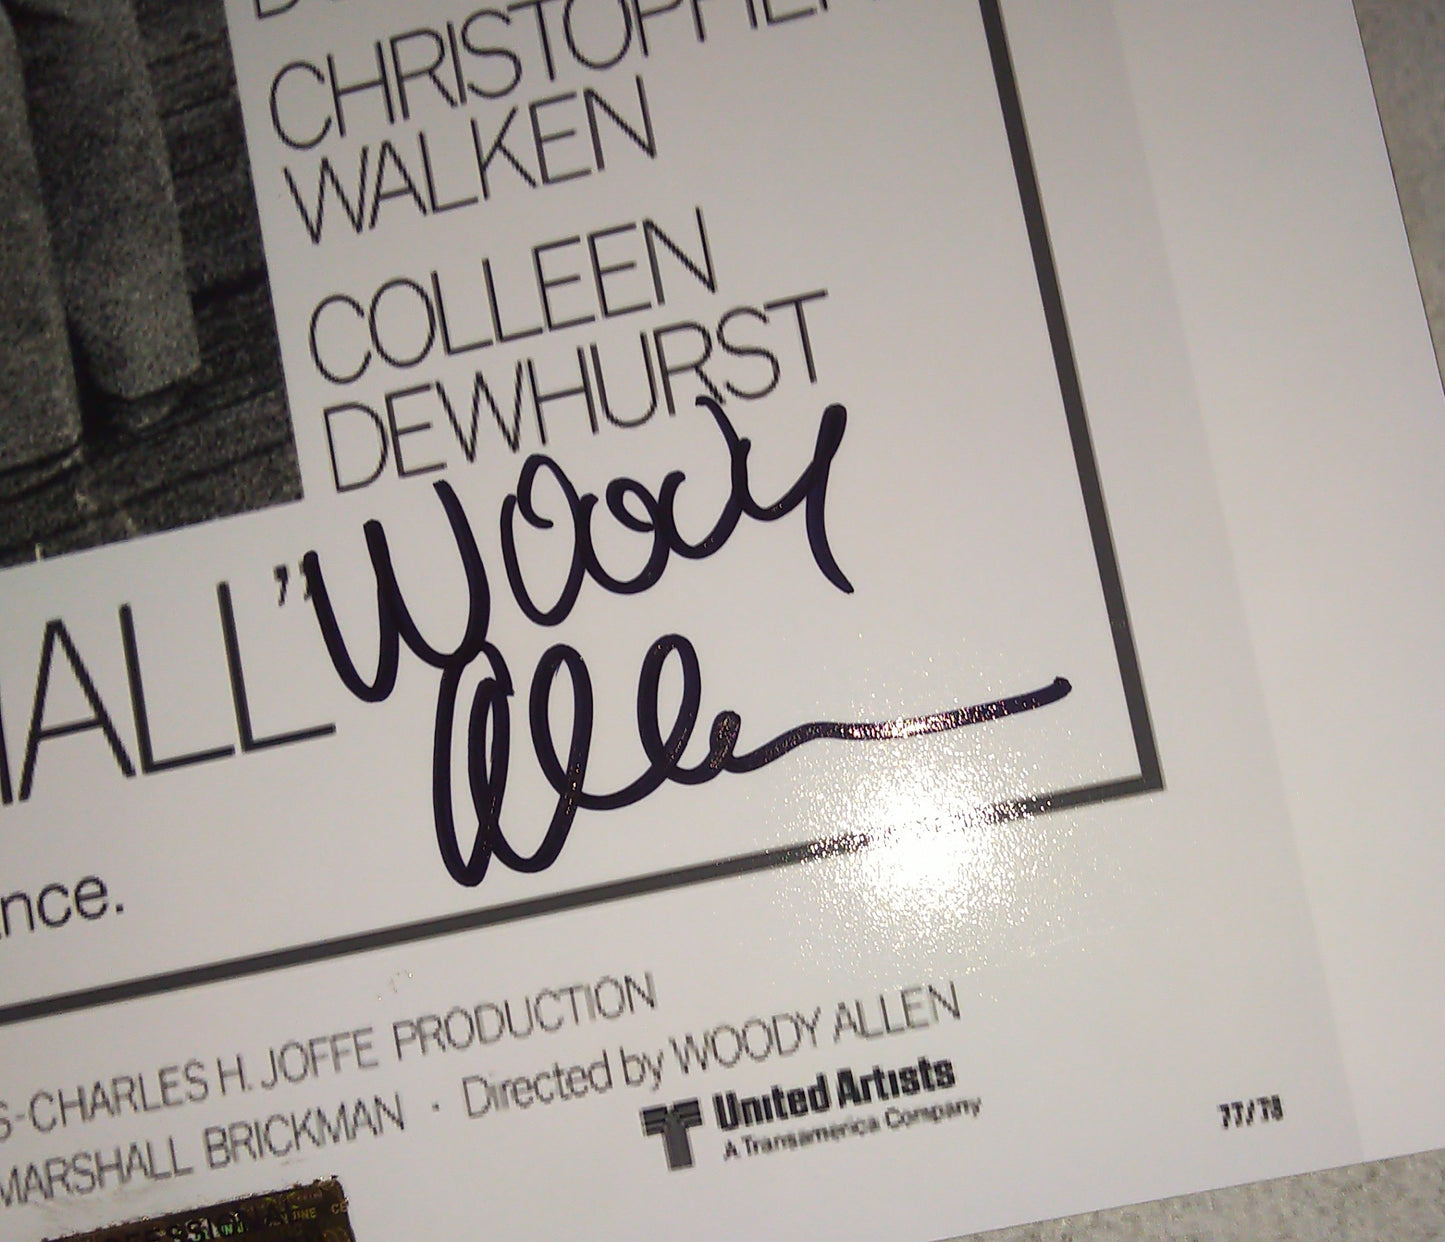 CHRISTOPHER
WALKEN
COLLEEN
DEWHURST
Woody
Allen
HALL"
nce.
S-CHARLES H. JOFFE PRODUCTION
MARSHALL BRICKMAN · Directed by WOODY ALLEN
United Artists
A Transamerica Company